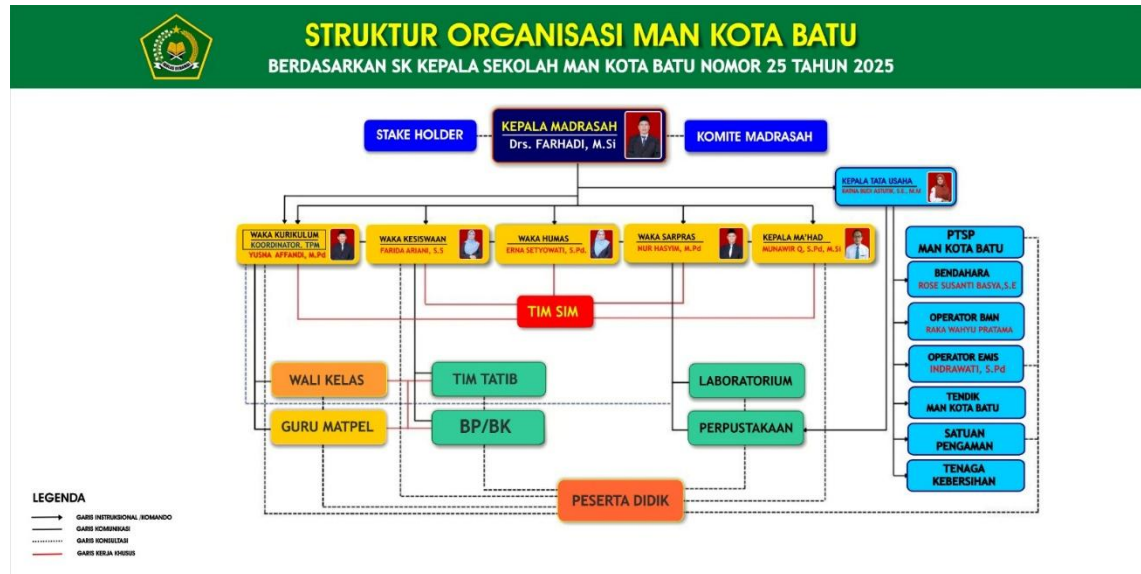 STRUKTUR ORGANISASI MAN KOTA BATU
BERDASARKAN SK KEPALA SEKOLAH MAN KOTA BATU NOMOR 25 TAHUN 2025
STAKE HOLDER
KEPALA MADRASAH
Drs. FARHADI, M.Si
KOMITE MADRASAH
KEPALA TATA USAHA
RATNA BUDI ASTUTIK, S.E., M.M
WAKA KURIKULUM
KOORDINATOR, TPM
YUSNA AFFANDI, M.Pd
WAKA KESISWAAN
FARIDA ARIANI, S.S
WAKA HUMAS
ERNA SETYOWATI, S.Pd.
WAKA SARPRAS
NUR HASYIM, M.Pd
KEPALA MA'HAD
MUNAWIR Q, S.Pd, M.Si
PTSP
MAN KOTA BATU
BENDAHARA
ROSE SUSANTI BASYA,S.E
OPERATOR BMN
RAKA WAHYU PRATAMA
OPERATOR EMIS
INDRAWATI, S.Pd
TENDIK
MAN KOTA BATU
SATUAN
PENGAMAN
TENAGA
KEBERSIHAN
TIM SIM
WALI KELAS
TIM TATIB
LABORATORIUM
GURU MATPEL
BP/BK
PERPUSTAKAAN
PESERTA DIDIK
LEGENDA
GARIS INSTRUKSIONAL /KOMANDO
GARIS KOMUNIKASI
GARIS KONSULTASI
GARIS KERJA KHUSUS